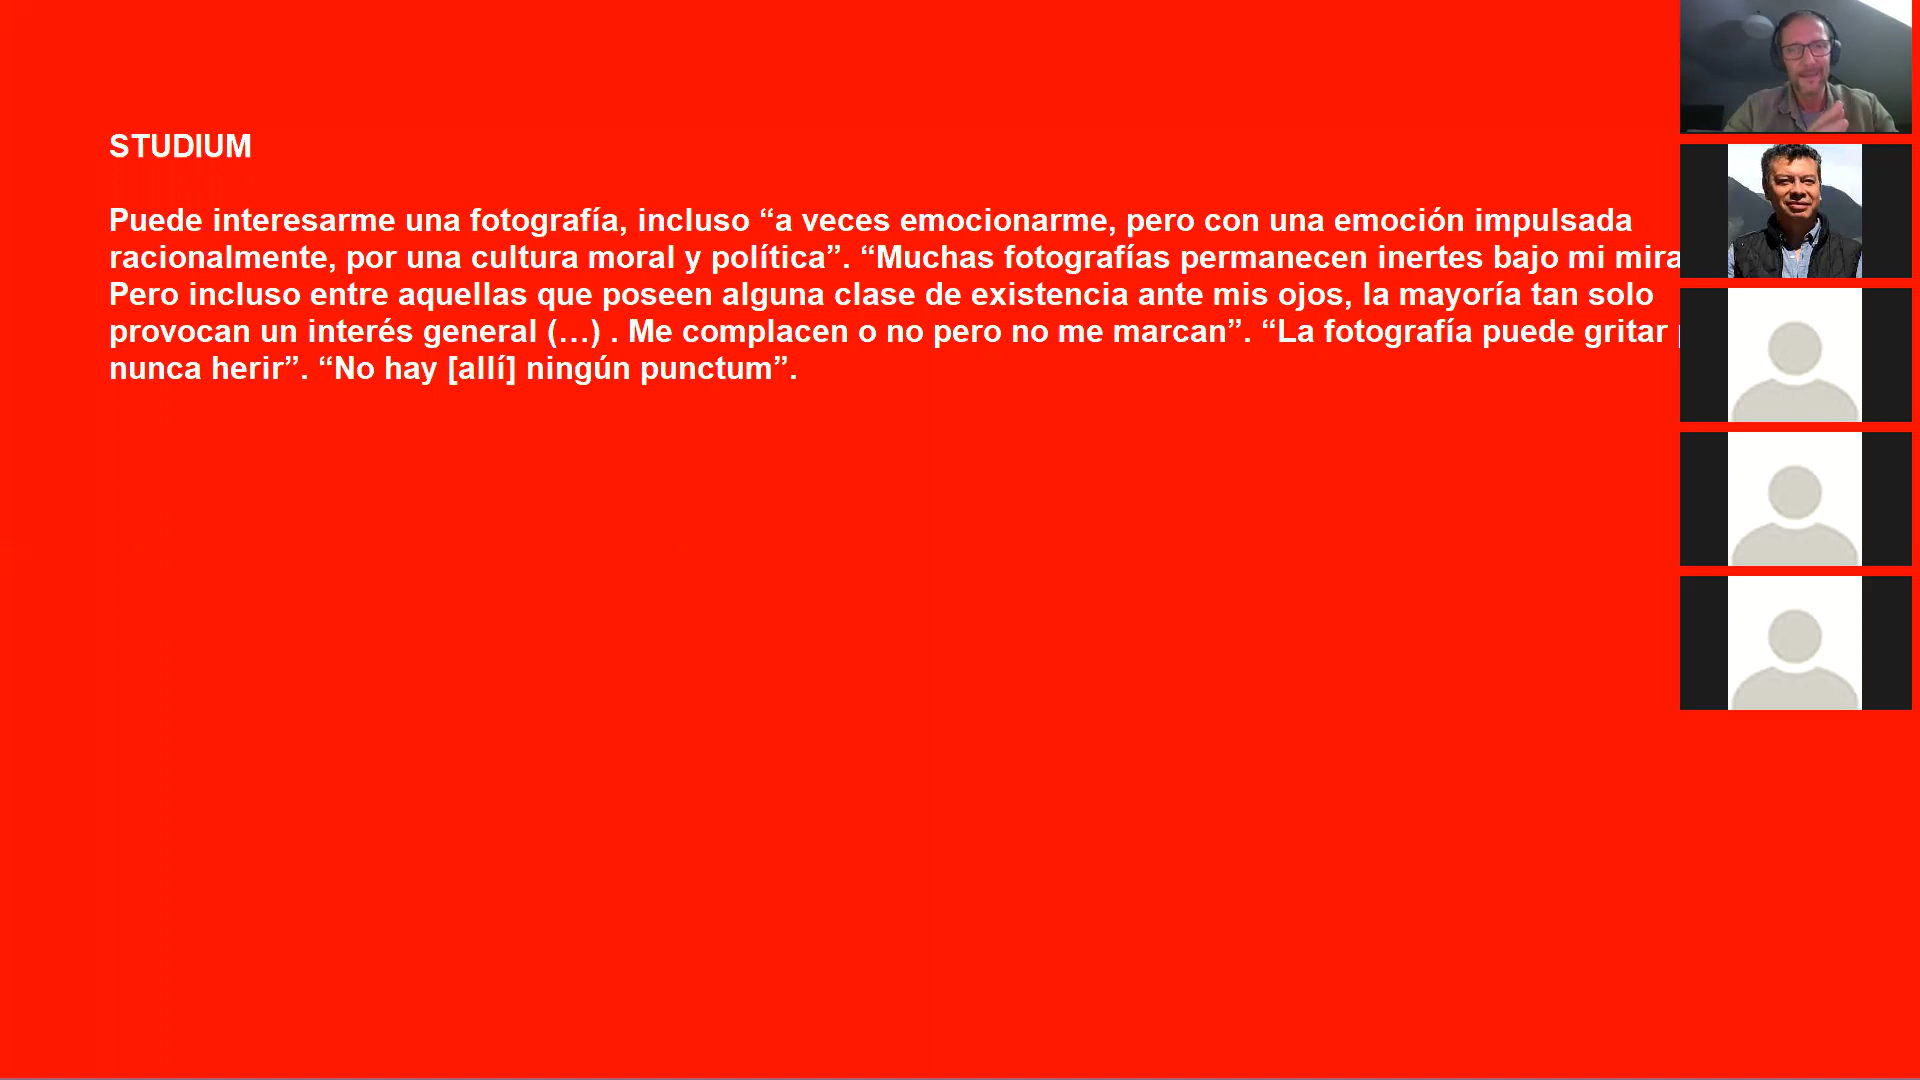 STUDIUM
Puede interesarme una fotografía, incluso “a veces emocionarme, pero con una emoción impulsada
racionalmente, por una cultura moral y política”. “Muchas fotografías permanecen inertes bajo mi mira
Pero incluso entre aquellas que poseen alguna clase de existencia ante mis ojos, la mayoría tan solo
provocan un interés general (…) . Me complacen o no pero no me marcan”. “La fotografía puede gritar
nunca herir”. “No hay [allí] ningún punctum”.